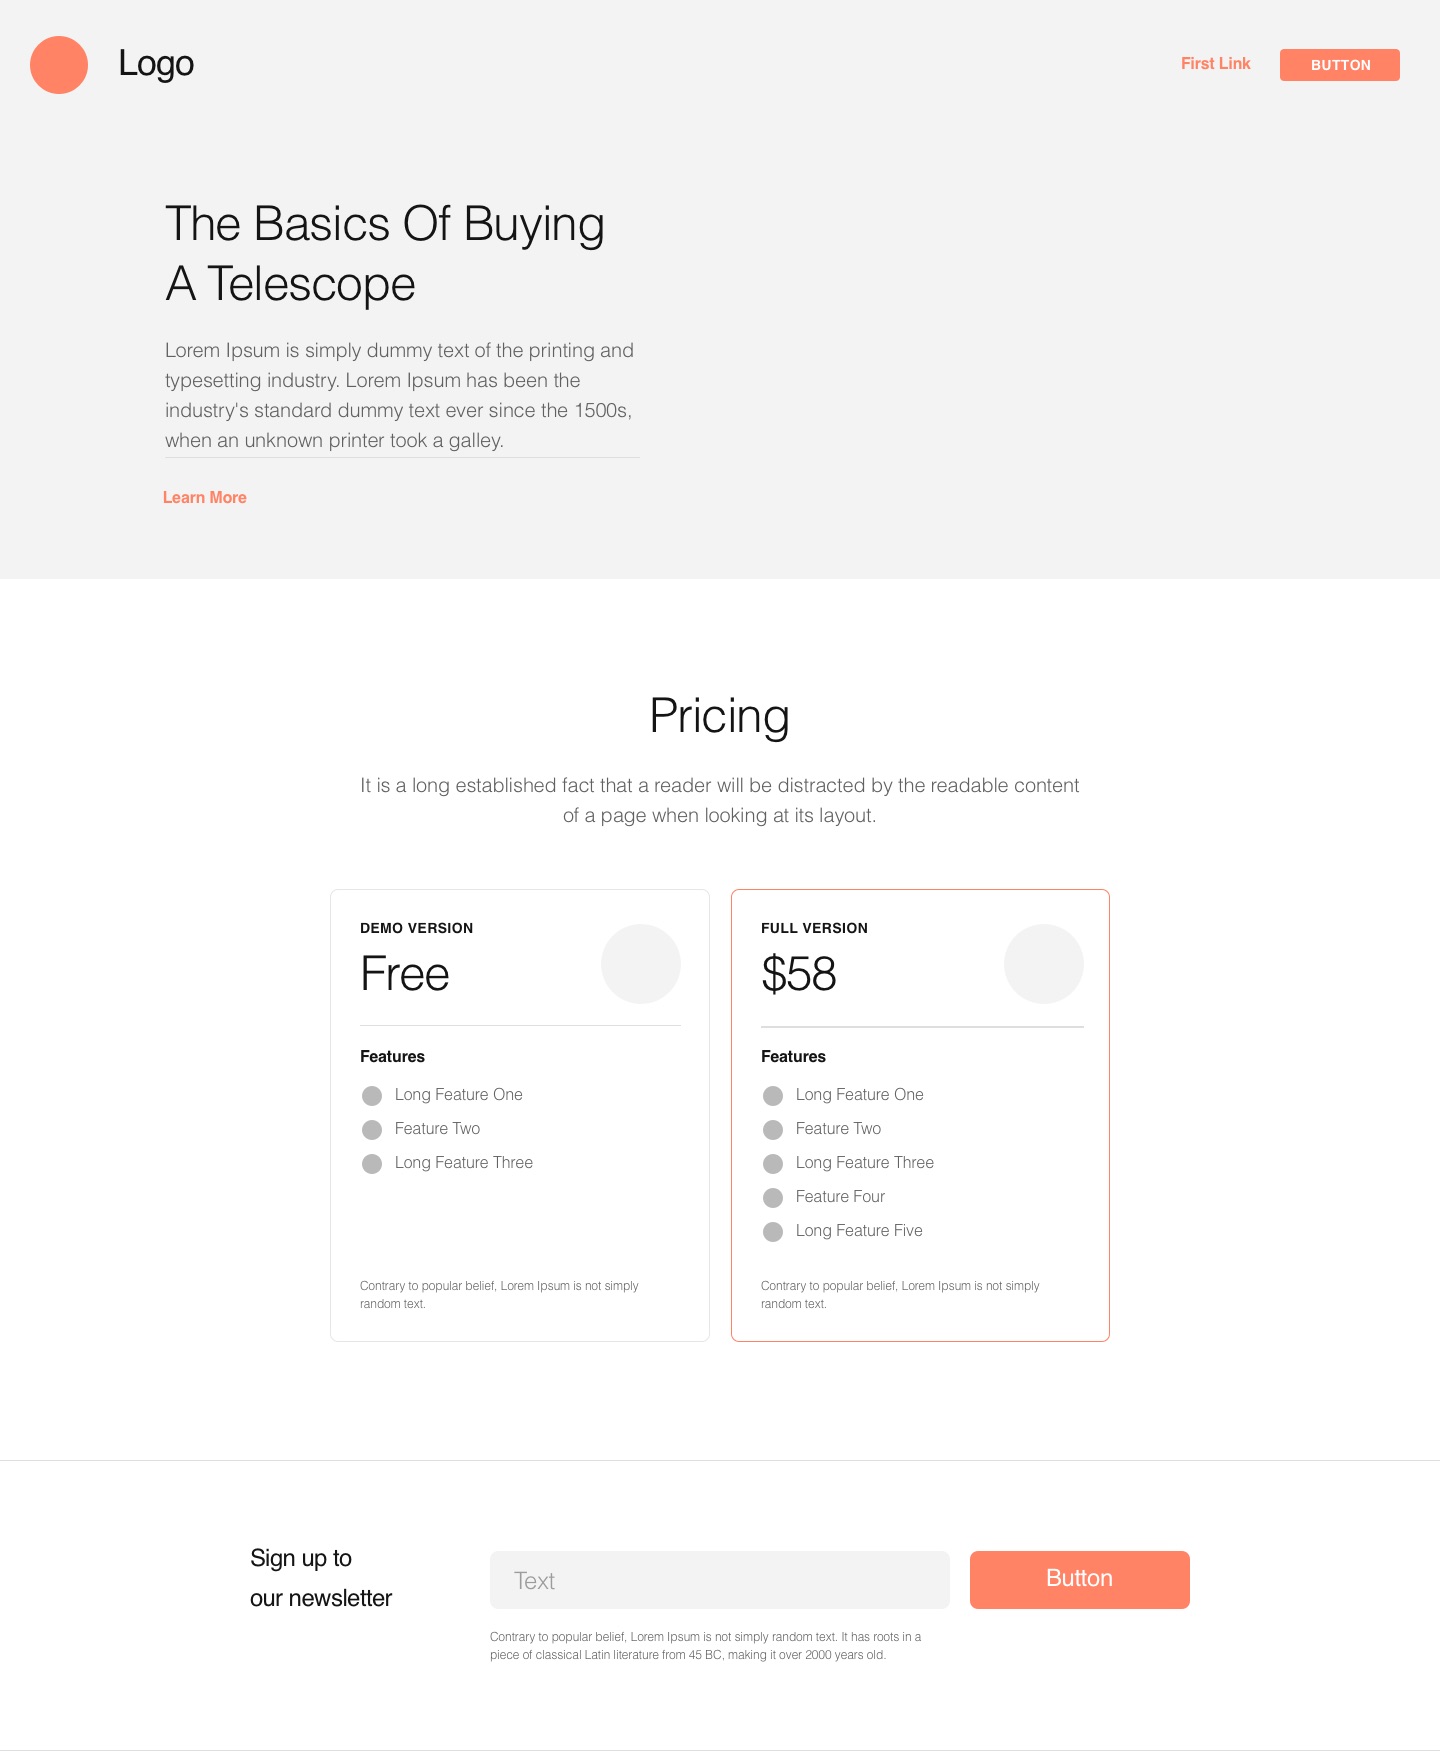 Logo
First Link
BUTTON
The Basics Of Buying
A Telescope
Lorem Ipsum is simply dummy text of the printing and
typesetting industry. Lorem Ipsum has been the
industry's standard dummy text ever since the 1500s,
when an unknown printer took a galley.
Learn More
Pricing
It is a long established fact that a reader will be distracted by the readable content
of a page when looking at its layout.
DEMO VERSION
Free
Features
Long Feature One
Feature Two
Long Feature Three
Contrary to popular belief, Lorem Ipsum is not simply
random text.
FULL VERSION
$58
Features
Long Feature One
Feature Two
Long Feature Three
Feature Four
Long Feature Five
Contrary to popular belief, Lorem Ipsum is not simply
random text.
Sign up to
our newsletter
Text
Button
Contrary to popular belief, Lorem Ipsum is not simply random text. It has roots in a
piece of classical Latin literature from 45 BC, making it over 2000 years old.